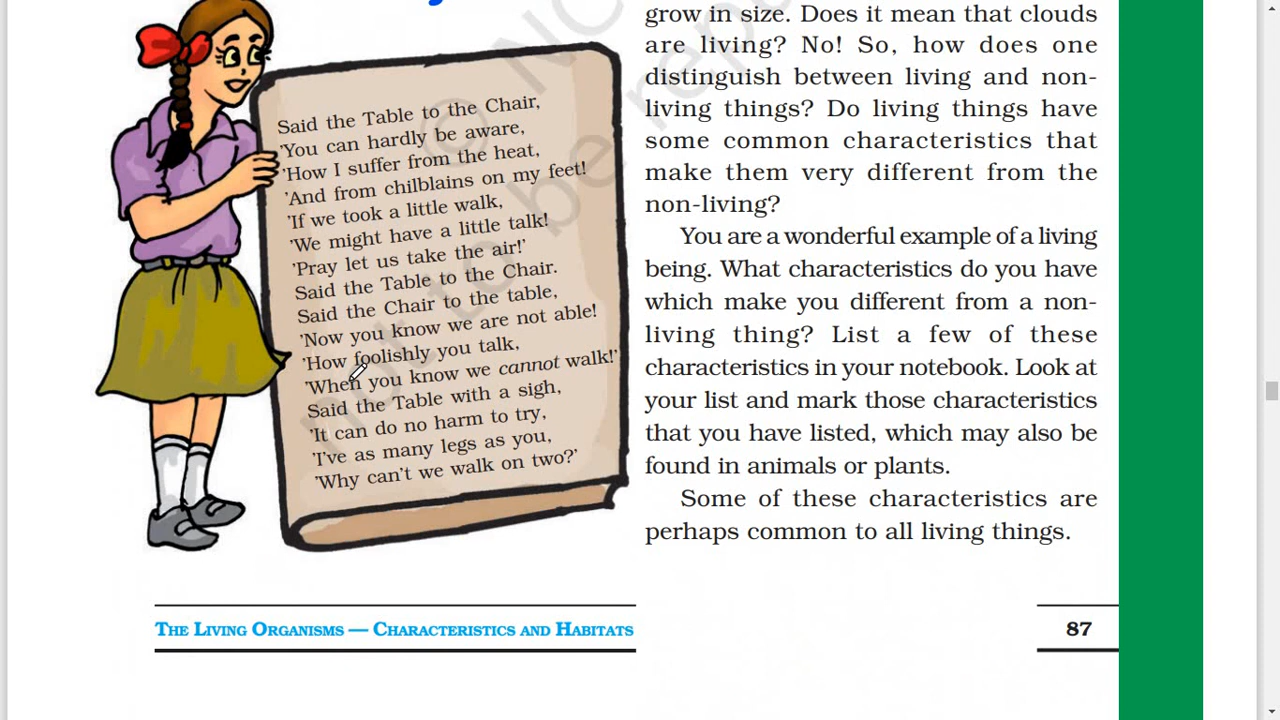 Said the Table to the Chair,
'You can hardly be aware,
'How I suffer from the heat,
'And from chilblains on my feet!
'If we took a little walk,
'We might have a little talk!
'Pray let us take the air!'
Said the Table to the Chair.
Said the Chair to the table,
'Now you know we are not able!
'How foolishly you talk,
'When you know we cannot walk!'
Said the Table with a sigh,
'It can do no harm to try,
'I've as many legs as you,
'Why can't we walk on two?'
grow in size. Does it mean that clouds
are living? No! So, how does one
distinguish between living and non-
living things? Do living things have
some common characteristics that
make them very different from the
non-living?
You are a wonderful example of a living
being. What characteristics do you have
which make you different from a non-
living thing? List a few of these
characteristics in your notebook. Look at
your list and mark those characteristics
that you have listed, which may also be
found in animals or plants.
Some of these characteristics are
perhaps common to all living things.
The Living Organisms — Characteristics and Habitats
87
© NC
not to be rep